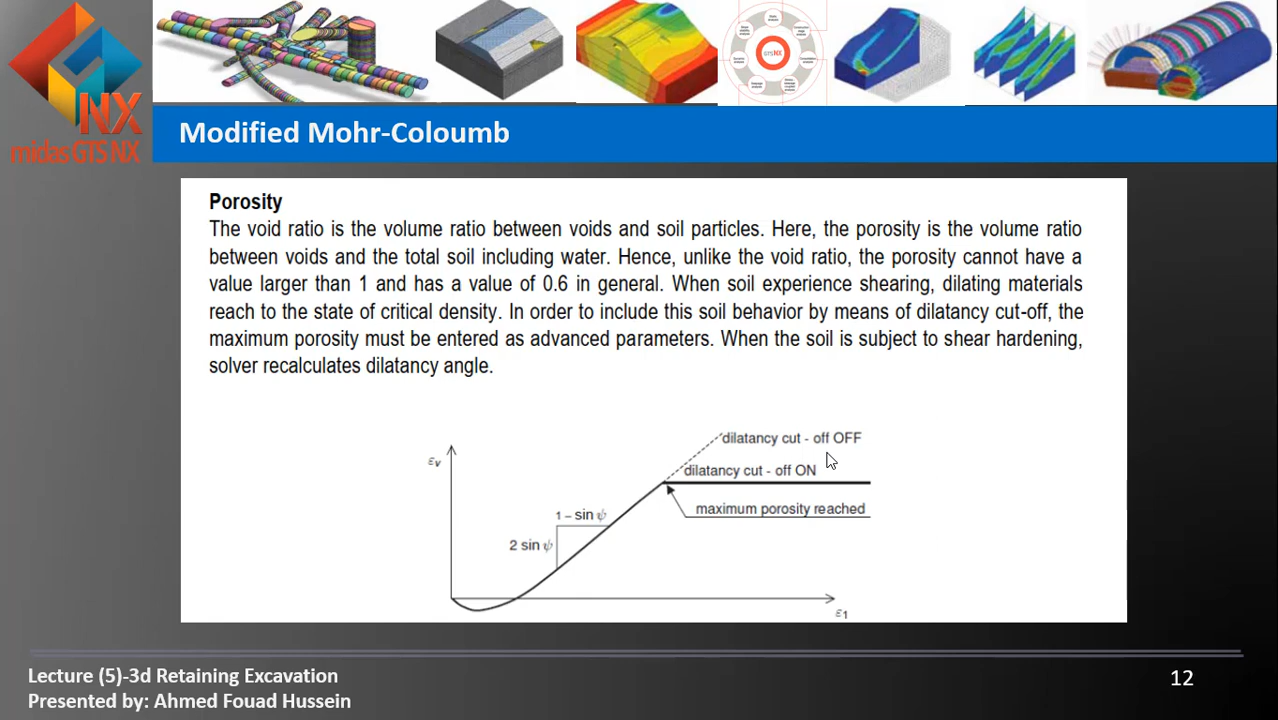 GTS NX
NX
midas GTS NX
Modified Mohr-Coloumb
Porosity
The void ratio is the volume ratio between voids and soil particles. Here, the porosity is the volume ratio
between voids and the total soil including water. Hence, unlike the void ratio, the porosity cannot have a
value larger than 1 and has a value of 0.6 in general. When soil experience shearing, dilating materials
reach to the state of critical density. In order to include this soil behavior by means of dilatancy cut-off, the
maximum porosity must be entered as advanced parameters. When the soil is subject to shear hardening,
solver recalculates dilatancy angle.
dilatancy cut - off OFF
εv
dilatancy cut - off ON
maximum porosity reached
1 – sin ψ
2 sin ψ
ε1
Lecture (5)-3d Retaining Excavation
12
Presented by: Ahmed Fouad Hussein